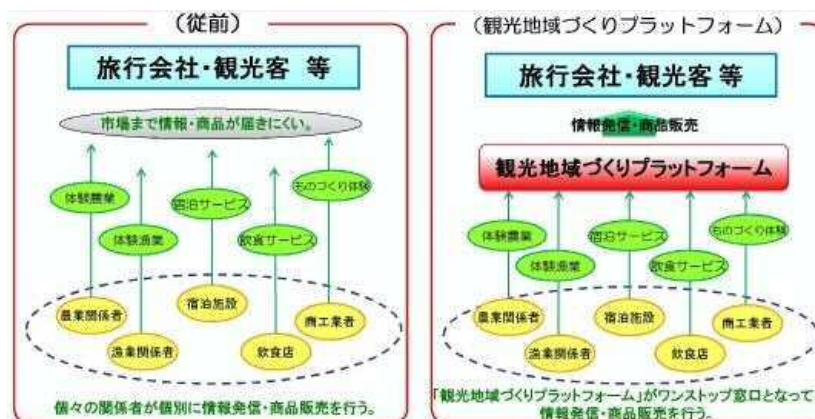 （従前）
旅行会社・観光客 等
市場まで情報・商品が届きにくい。
体験農業
体験漁業
宿泊サービス
飲食サービス
ものづくり体験
農業関係者
漁業関係者
宿泊施設
飲食店
商工業者
個々の関係者が個別に情報発信・商品販売を行う。
（観光地域づくりプラットフォーム）
旅行会社・観光客 等
情報発信・商品販売
観光地域づくりプラットフォーム
体験農業
体験漁業
宿泊サービス
飲食サービス
ものづくり体験
農業関係者
漁業関係者
宿泊施設
飲食店
商工業者
「観光地域づくりプラットフォーム」がワンストップ窓口となって
情報発信・商品販売を行う。